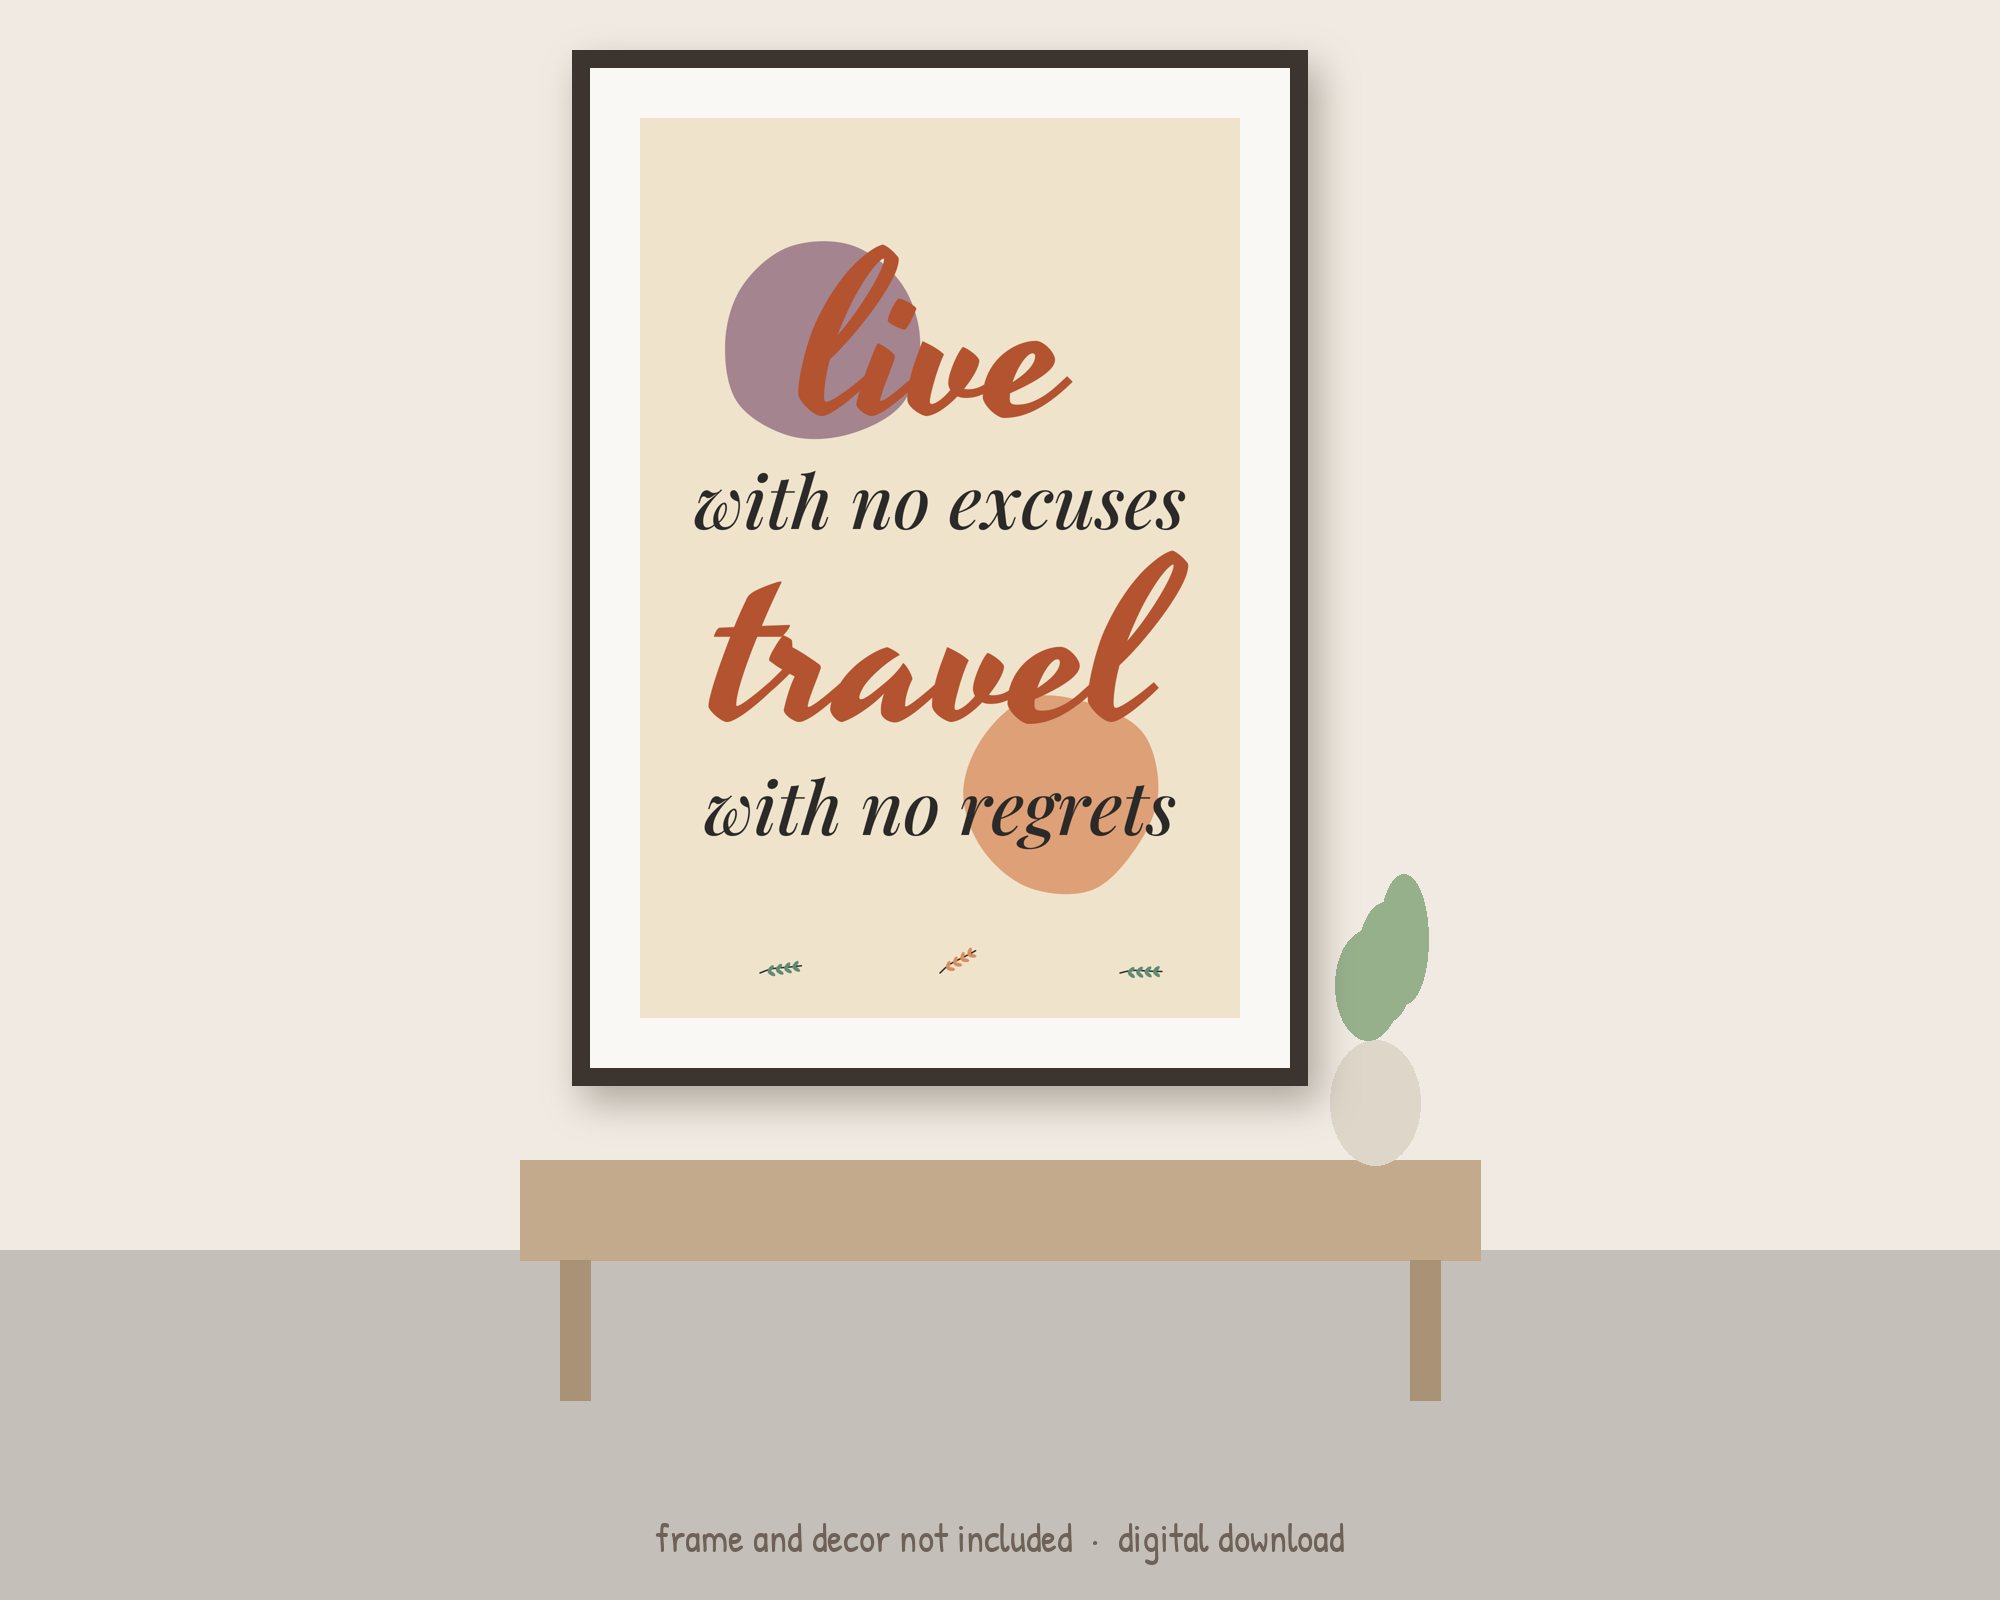 live
with no excuses
travel
with no regrets
frame and decor not included · digital download